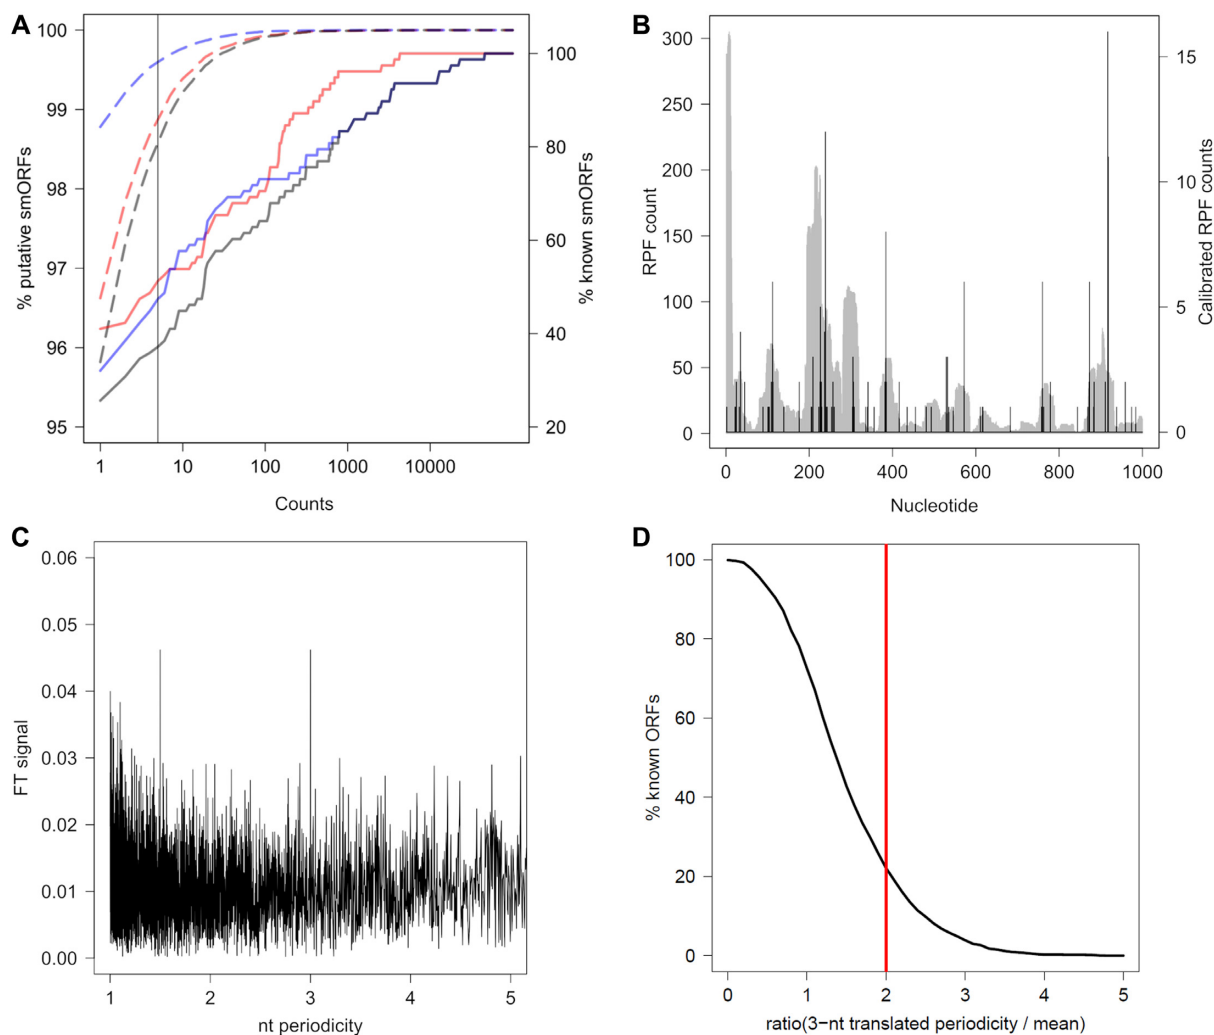 A
100
99
98
97
96
95
% putative smORFs
100
80
60
40
20
% known smORFs
1 10 100 1000 10000
Counts
B
300
250
200
150
100
50
0
RPF count
15
10
5
0
Calibrated RPF counts
0 200 400 600 800 1000
Nucleotide
C
0.06
0.05
0.04
0.03
0.02
0.01
0.00
FT signal
1 2 3 4 5
nt periodicity
D
100
80
60
40
20
0
% known ORFs
0 1 2 3 4 5
ratio(3−nt translated periodicity / mean)